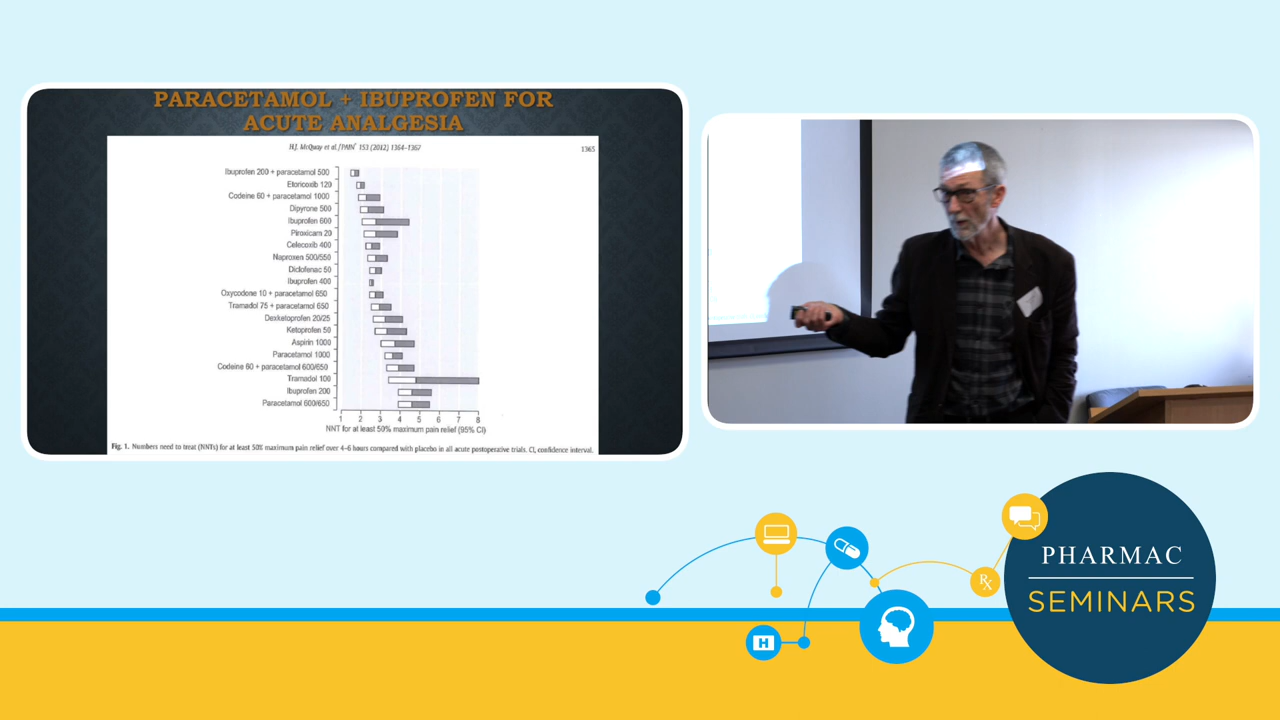 PARACETAMOL + IBUPROFEN FOR
ACUTE ANALGESIA
H.J. McQuay et al. / PAIN® 153 (2012) 1364–1367
1365
Ibuprofen 200 + paracetamol 500
Etoricoxib 120
Codeine 60 + paracetamol 1000
Dipyrone 500
Ibuprofen 600
Piroxicam 20
Celecoxib 400
Naproxen 500/550
Diclofenac 50
Ibuprofen 400
Oxycodone 10 + paracetamol 650
Tramadol 75 + paracetamol 650
Dexketoprofen 20/25
Ketoprofen 50
Aspirin 1000
Paracetamol 1000
Codeine 60 + paracetamol 600/650
Tramadol 100
Ibuprofen 200
Paracetamol 600/650
1 2 3 4 5 6 7 8
NNT for at least 50% maximum pain relief (95% CI)
Fig. 1. Numbers need to treat (NNTs) for at least 50% maximum pain relief over 4–6 hours compared with placebo in all acute postoperative trials. CI, confidence interval.
H
Rx
PHARMAC
SEMINARS